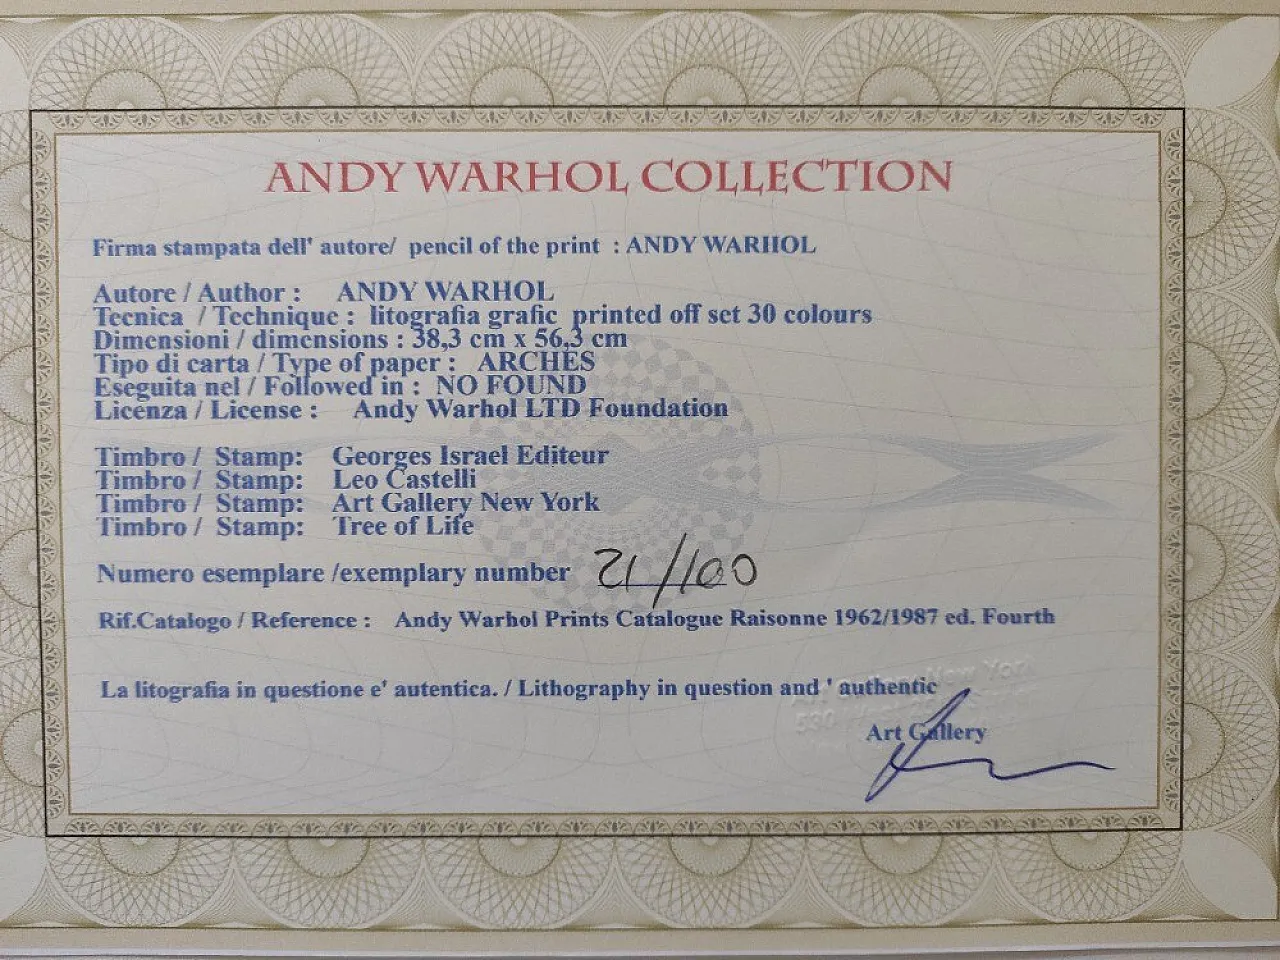 ANDY WARHOL COLLECTION
Firma stampata dell' autore/ pencil of the print : ANDY WARHOL
Autore / Author : ANDY WARHOL
Tecnica / Technique : litografia grafic printed off set 30 colours
Dimensioni / dimensions : 38,3 cm x 56,3 cm
Tipo di carta / Type of paper : ARCHES
Eseguita nel / Followed in : NO FOUND
Licenza / License : Andy Warhol LTD Foundation
Timbro / Stamp: Georges Israel Editeur
Timbro / Stamp: Leo Castelli
Timbro / Stamp: Art Gallery New York
Timbro / Stamp: Tree of Life
Numero esemplare /exemplary number 21/100
Rif.Catalogo / Reference : Andy Warhol Prints Catalogue Raisonne 1962/1987 ed. Fourth
La litografia in questione e' autentica. / Lithography in question and ' authentic
New York
530
Art Gallery